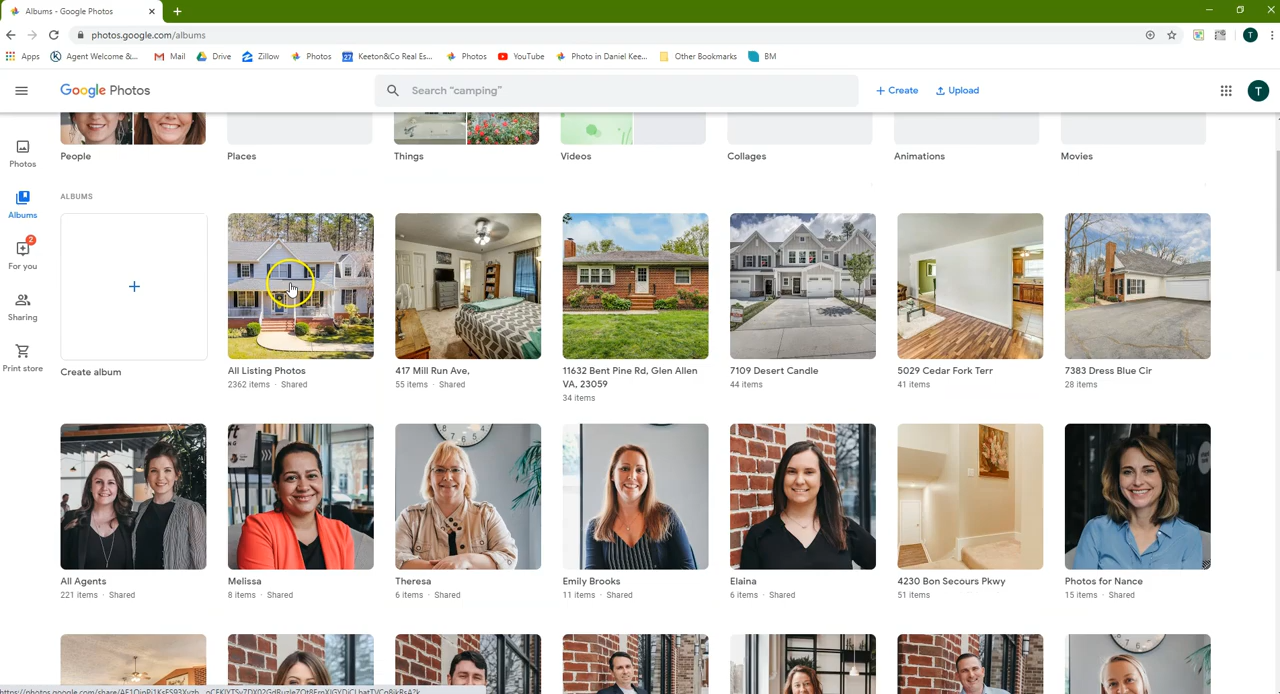 Albums - Google Photos
photos.google.com/albums
T
Apps Agent Welcome &... Mail Drive Zillow Photos Keeton&Co Real Es... Photos YouTube Photo in Daniel Kee... Other Bookmarks BM
Google Photos
Search “camping”
+ Create
Upload
T
Photos
Albums
2
For you
Sharing
Print store
People Places Things Videos Collages Animations Movies
ALBUMS
Create album
All Listing Photos
2362 items · Shared
417 Mill Run Ave,
55 items · Shared
11632 Bent Pine Rd, Glen Allen
VA, 23059
34 items
7109 Desert Candle
44 items
5029 Cedar Fork Terr
41 items
7383 Dress Blue Cir
28 items
All Agents
221 items · Shared
Melissa
8 items · Shared
Theresa
6 items · Shared
Emily Brooks
11 items · Shared
Elaina
6 items · Shared
4230 Bon Secours Pkwy
51 items
Photos for Nance
15 items · Shared